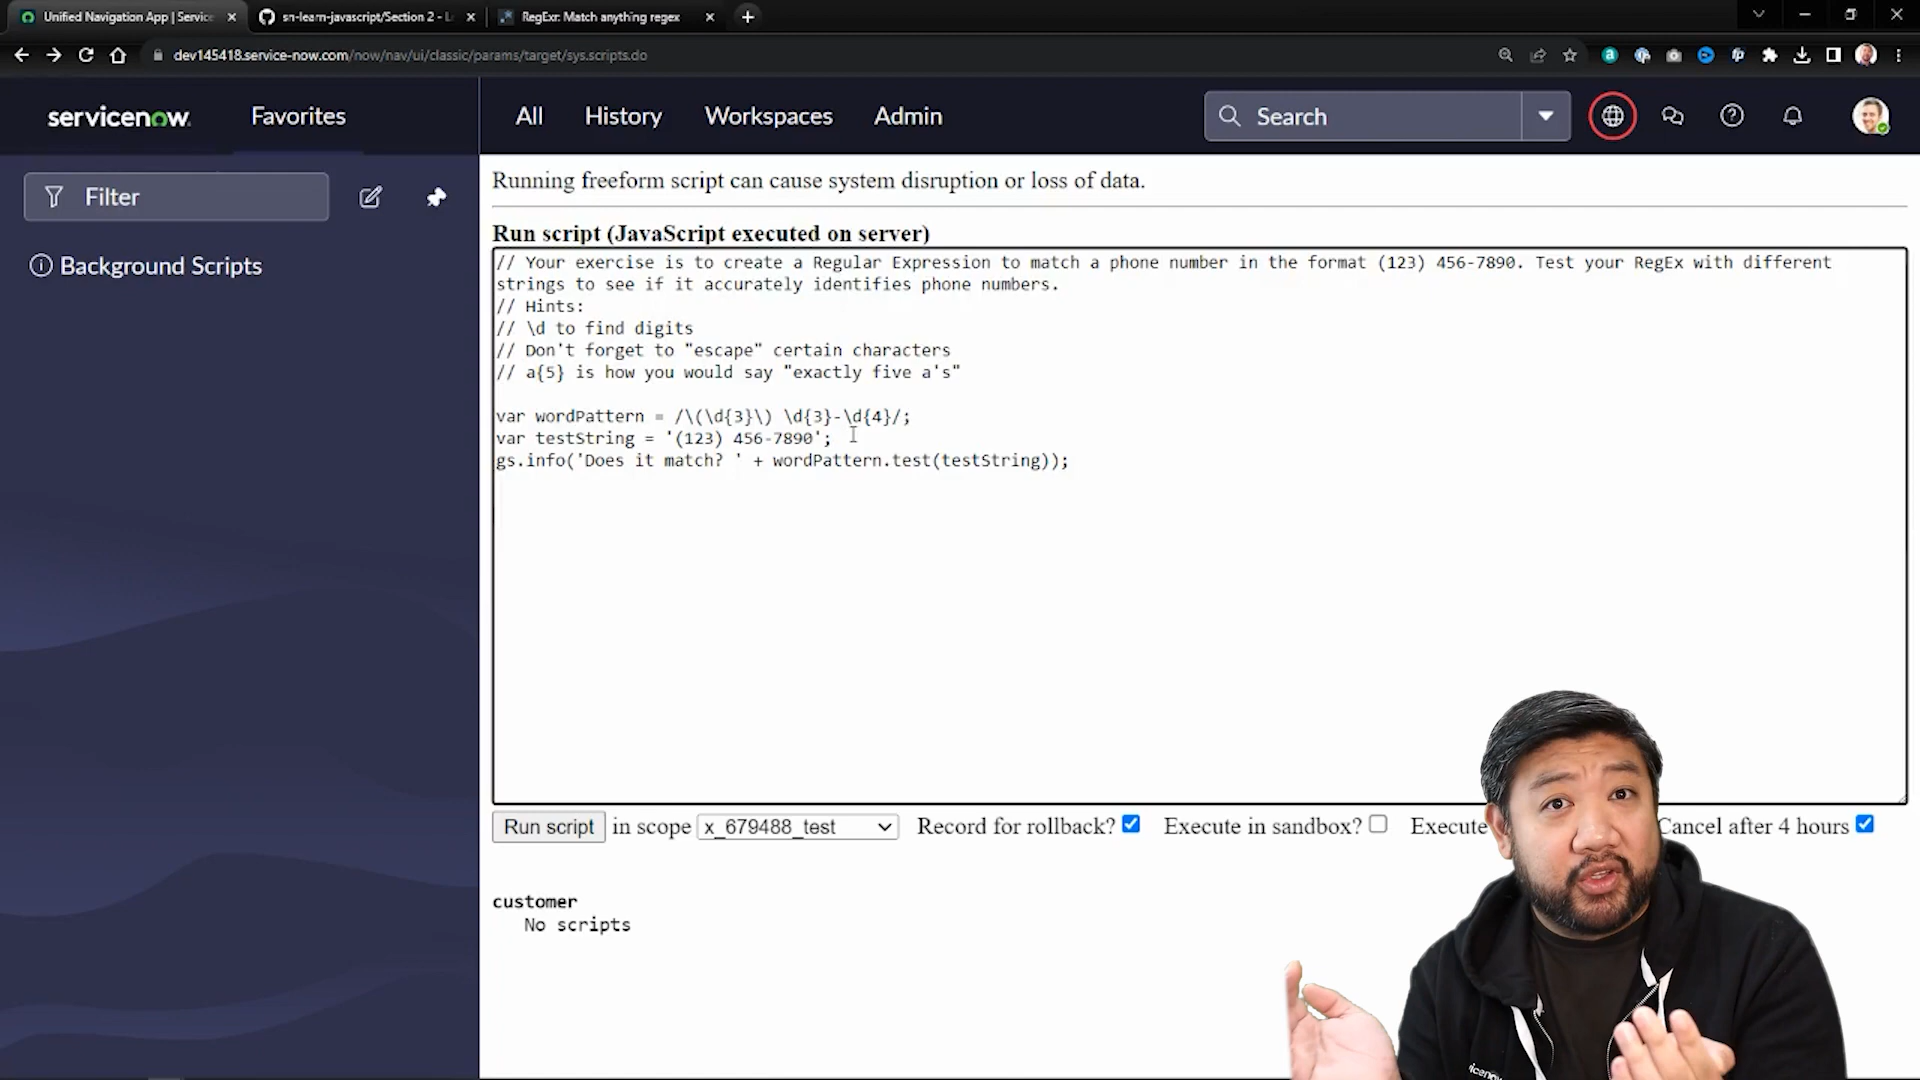 Unified Navigation App | Service
sn-learn-javascript/Section 2 - L
RegExr: Match anything regex
dev145418.service-now.com/now/nav/ui/classic/params/target/sys.scripts.do
servicenow
Favorites
All
History
Workspaces
Admin
Search
Filter
Background Scripts
Running freeform script can cause system disruption or loss of data.
Run script (JavaScript executed on server)
// Your exercise is to create a Regular Expression to match a phone number in the format (123) 456-7890. Test your RegEx with different
strings to see if it accurately identifies phone numbers.
// Hints:
// \d to find digits
// Don't forget to "escape" certain characters
// a{5} is how you would say "exactly five a's"
var wordPattern = /\(\d{3}\) \d{3}-\d{4}/;
var testString = '(123) 456-7890';
gs.info('Does it match? ' + wordPattern.test(testString));
Run script in scope x_679488_test Record for rollback? Execute in sandbox? Execute Cancel after 4 hours
customer
No scripts
servicenow